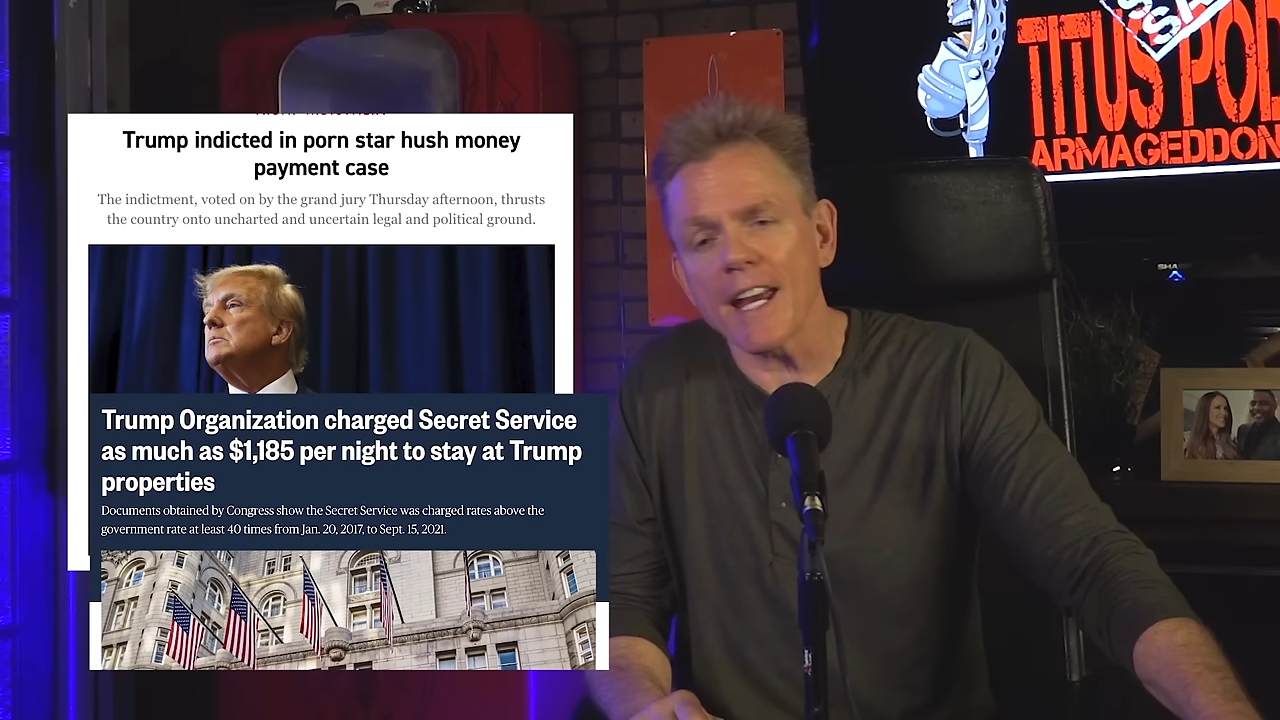 Trump indicted in porn star hush money
payment case
The indictment, voted on by the grand jury Thursday afternoon, thrusts
the country onto uncharted and uncertain legal and political ground.
Trump Organization charged Secret Service
as much as $1,185 per night to stay at Trump
properties
Documents obtained by Congress show the Secret Service was charged rates above the
government rate at least 40 times from Jan. 20, 2017, to Sept. 15, 2021.
TITUS POD
ARMAGEDDON